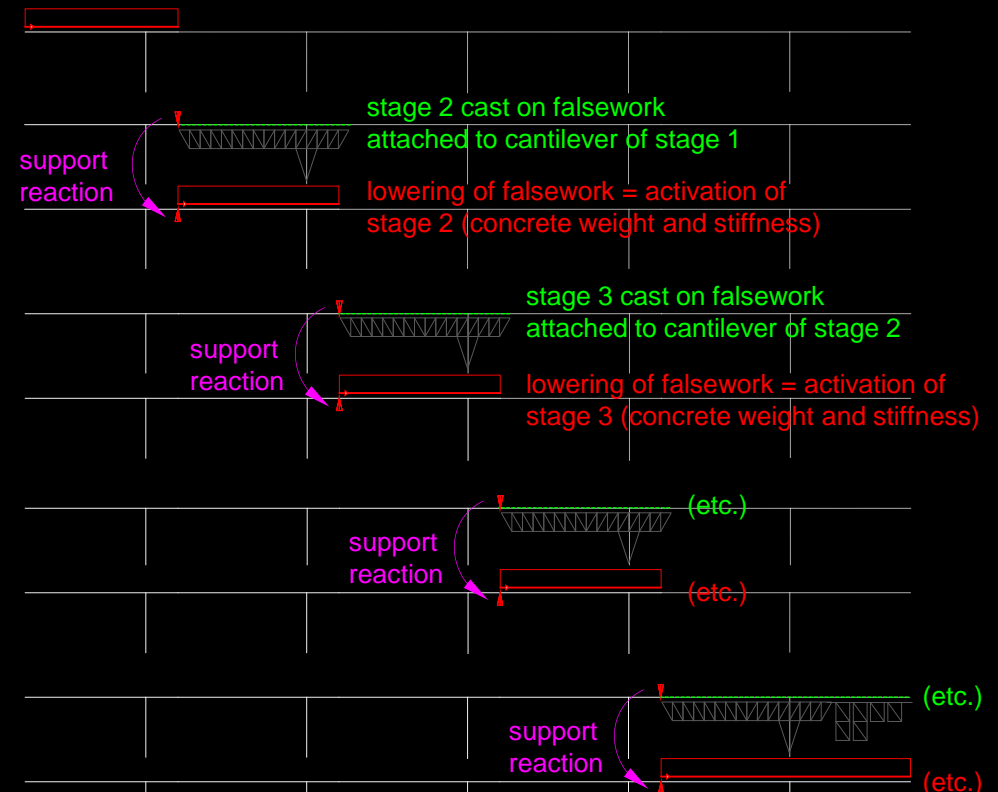 stage 2 cast on falsework
attached to cantilever of stage 1
support
reaction
lowering of falsework = activation of
stage 2 (concrete weight and stiffness)
stage 3 cast on falsework
attached to cantilever of stage 2
support
reaction
lowering of falsework = activation of
stage 3 (concrete weight and stiffness)
(etc.)
support
reaction
(etc.)
(etc.)
support
reaction
(etc.)